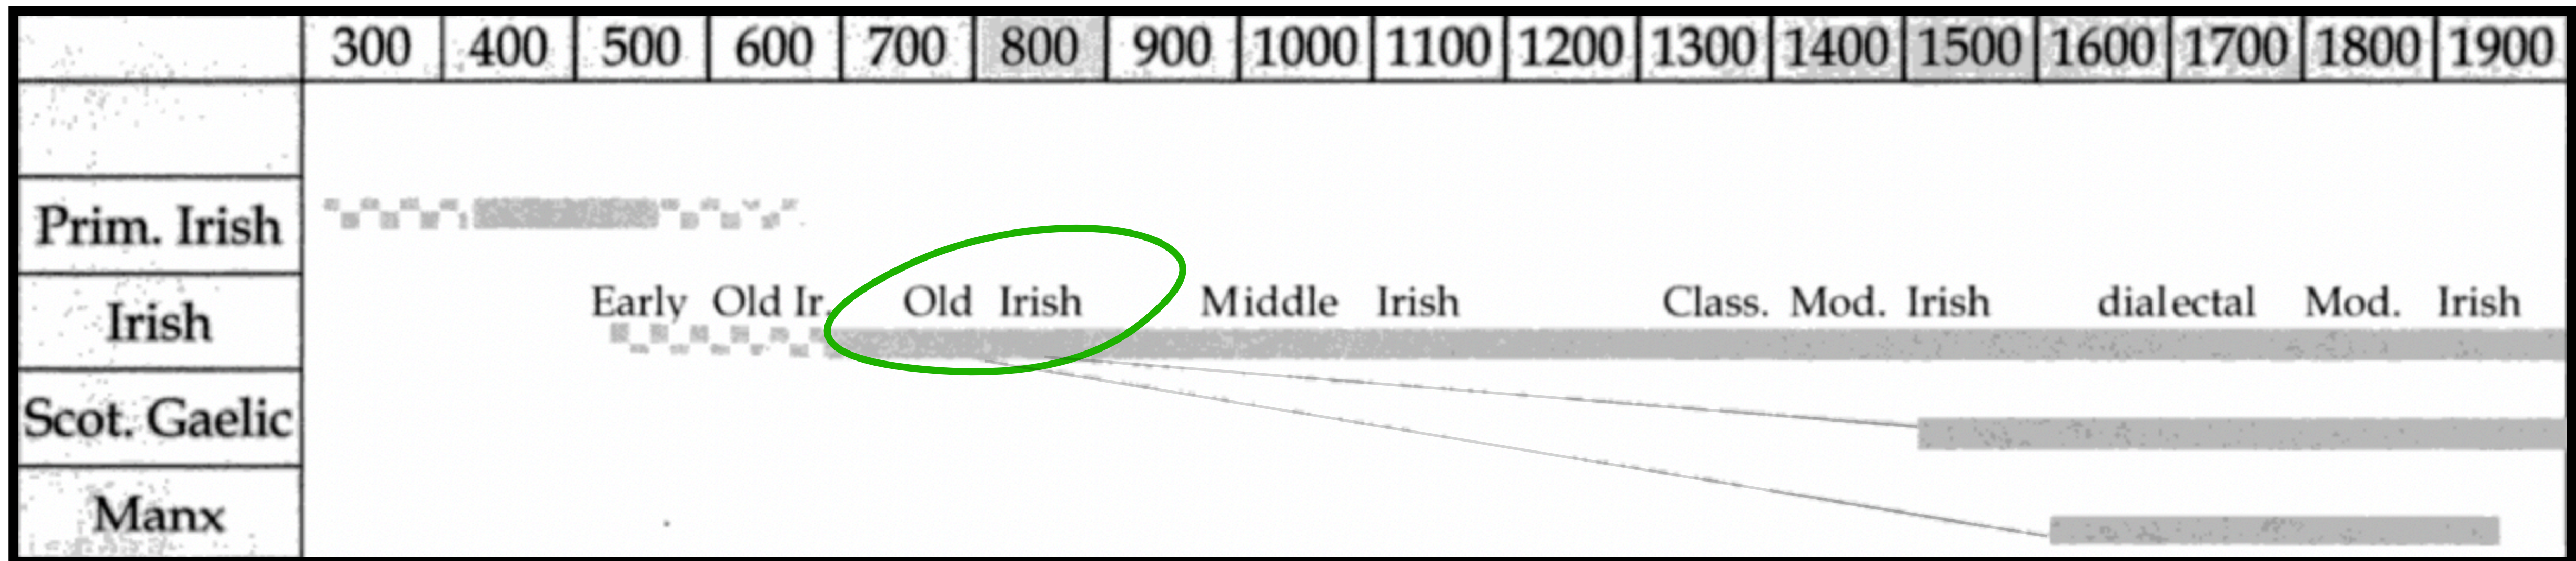 300 400 500 600 700 800 900 1000 1100 1200 1300 1400 1500 1600 1700 1800 1900
Prim. Irish
Early Old Ir. Old Irish Middle Irish Class. Mod. Irish dialectal Mod. Irish
Irish
Scot. Gaelic
Manx